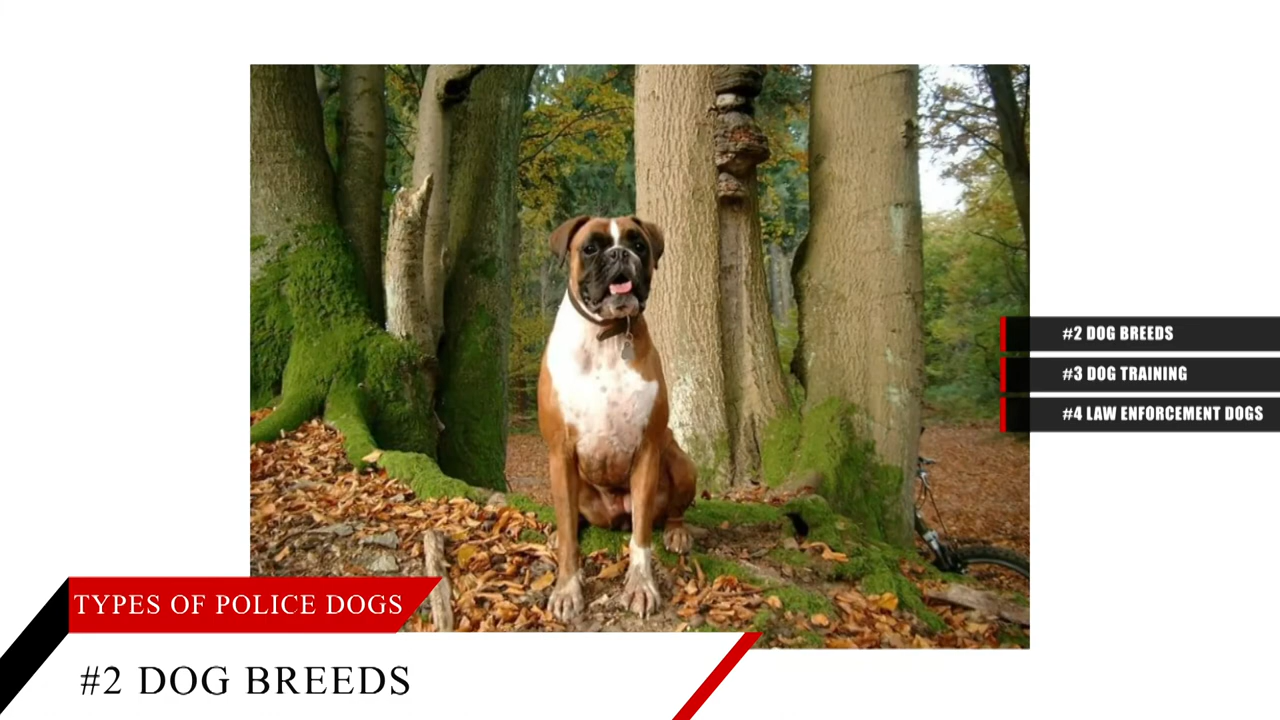 #2 DOG BREEDS
#3 DOG TRAINING
#4 LAW ENFORCEMENT DOGS
TYPES OF POLICE DOGS
#2 DOG BREEDS